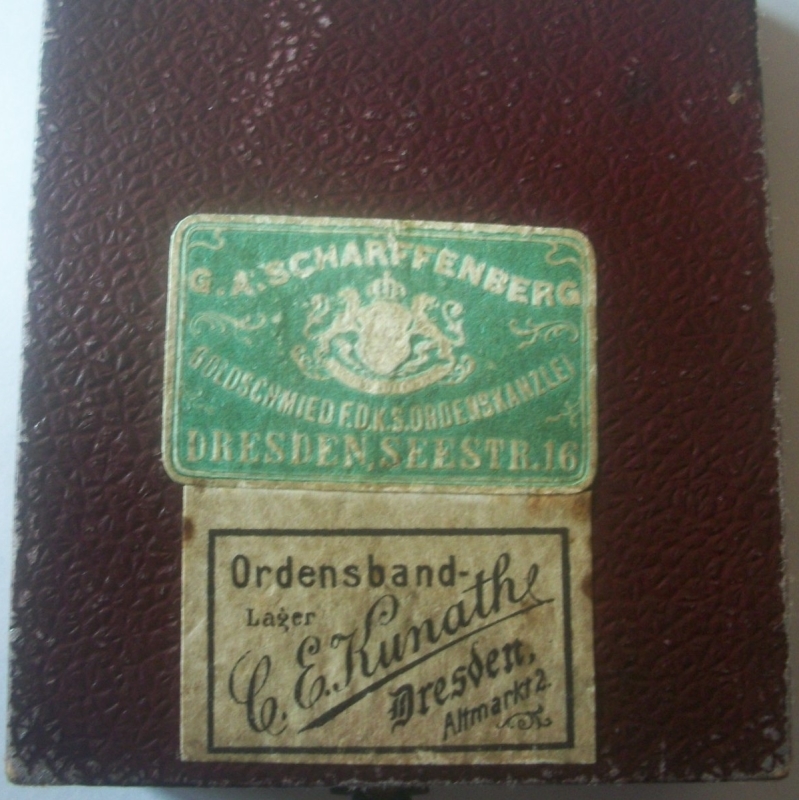 G. A. SCHARFFENBERG
GOLDSCHMIED F.D.K.S. ORDENSKANZLEI
DRESDEN, SEESTR. 16
Ordensband-
Lager
C. E. Kunath
Dresden,
Altmarkt 2.